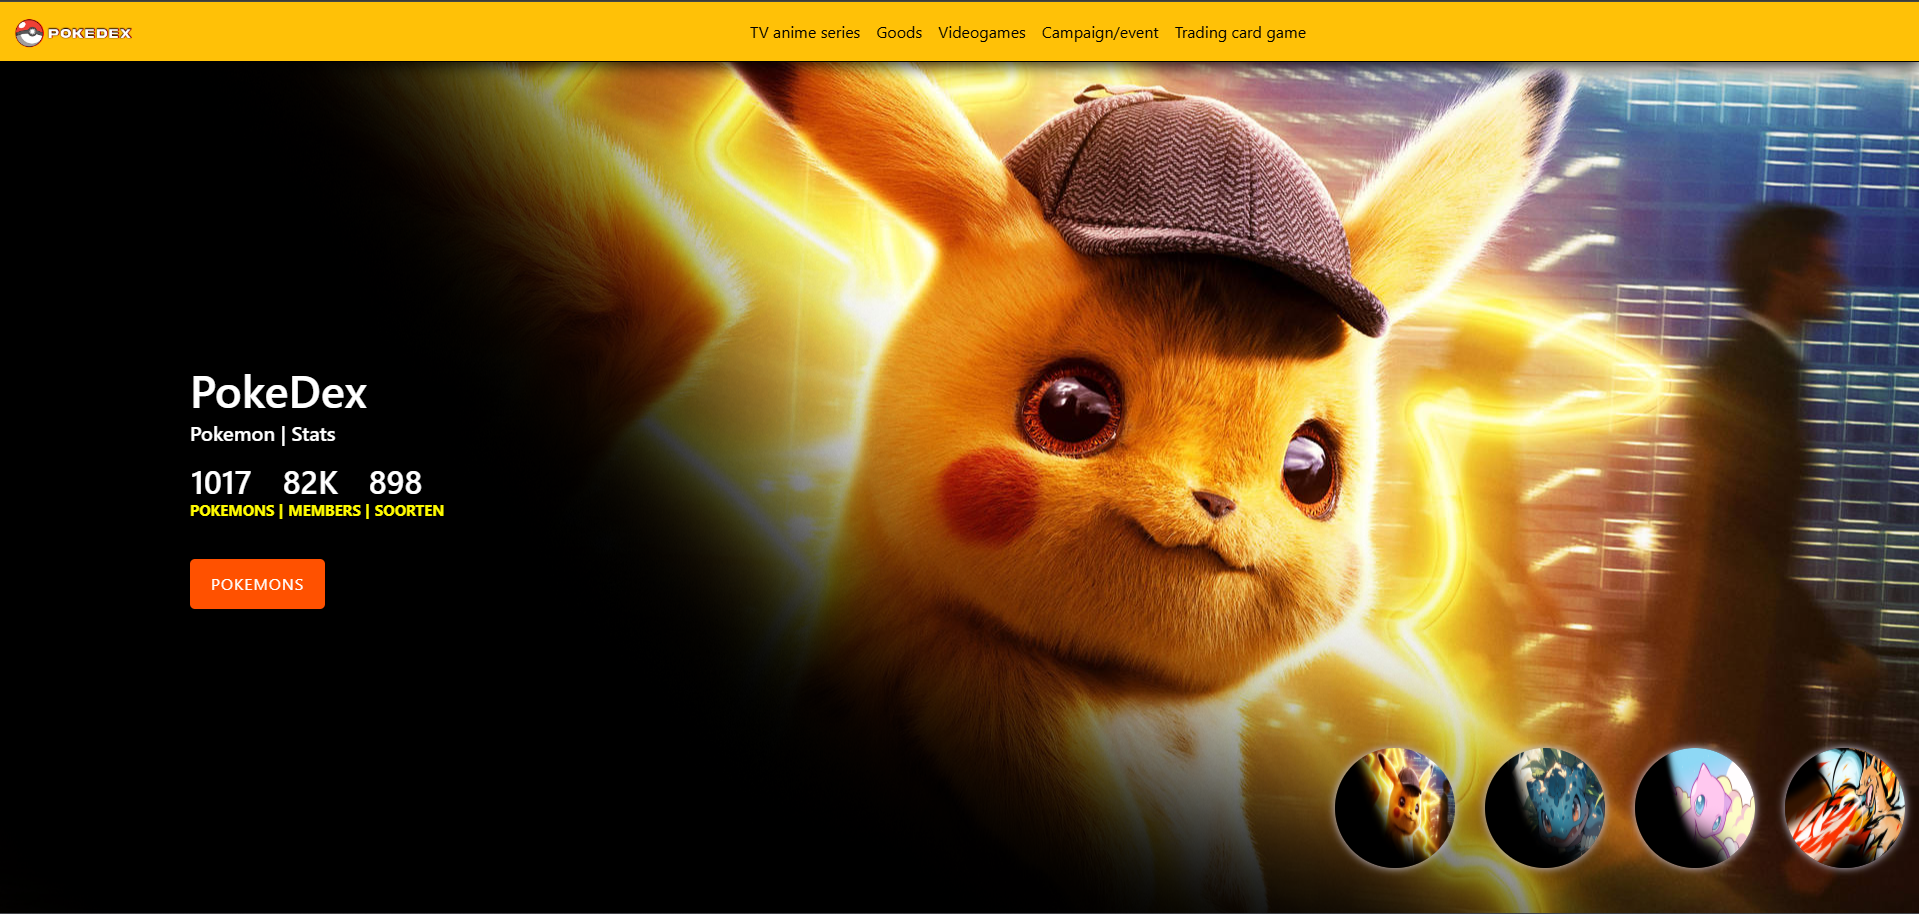 POKEDEX
TV anime series Goods Videogames Campaign/event Trading card game
PokeDex
Pokemon | Stats
1017 82K 898
POKEMONS | MEMBERS | SOORTEN
POKEMONS